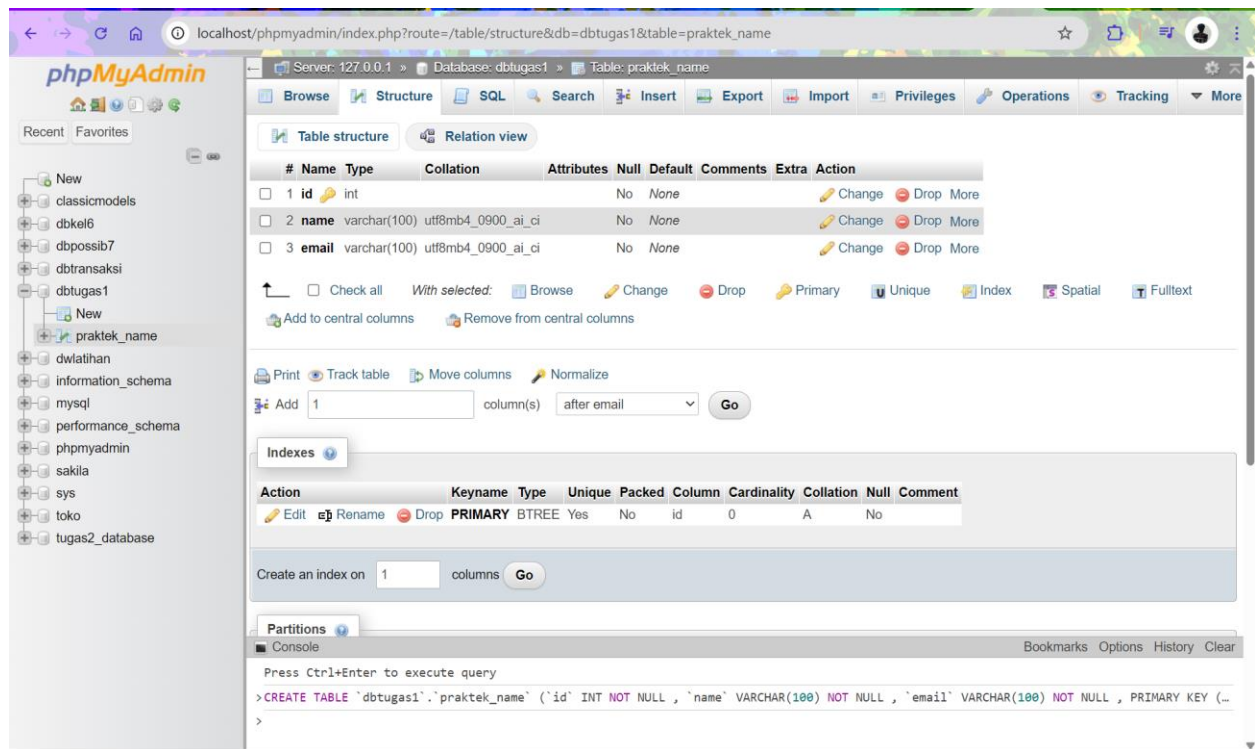 localhost/phpmyadmin/index.php?route=/table/structure&db=dbtugas1&table=praktek_name
phpMyAdmin
Recent Favorites
New
classicmodels
dbkel6
dbpossib7
dbtransaksi
dbtugas1
New
praktek_name
dwlatihan
information_schema
mysql
performance_schema
phpmyadmin
sakila
sys
toko
tugas2_database
Server: 127.0.0.1 » Database: dbtugas1 » Table: praktek_name
Browse Structure SQL Search Insert Export Import Privileges Operations Tracking More
Table structure Relation view
# Name Type Collation Attributes Null Default Comments Extra Action
1 id int No None Change Drop More
2 name varchar(100) utf8mb4_0900_ai_ci No None Change Drop More
3 email varchar(100) utf8mb4_0900_ai_ci No None Change Drop More
Check all With selected: Browse Change Drop Primary Unique Index Spatial Fulltext
Add to central columns Remove from central columns
Print Track table Move columns Normalize
Add 1 column(s) after email Go
Indexes
Action Keyname Type Unique Packed Column Cardinality Collation Null Comment
Edit Rename Drop PRIMARY BTREE Yes No id 0 A No
Create an index on 1 columns Go
Partitions
Console Bookmarks Options History Clear
Press Ctrl+Enter to execute query
>CREATE TABLE `dbtugas1`.`praktek_name` (`id` INT NOT NULL , `name` VARCHAR(100) NOT NULL , `email` VARCHAR(100) NOT NULL , PRIMARY KEY (…
>